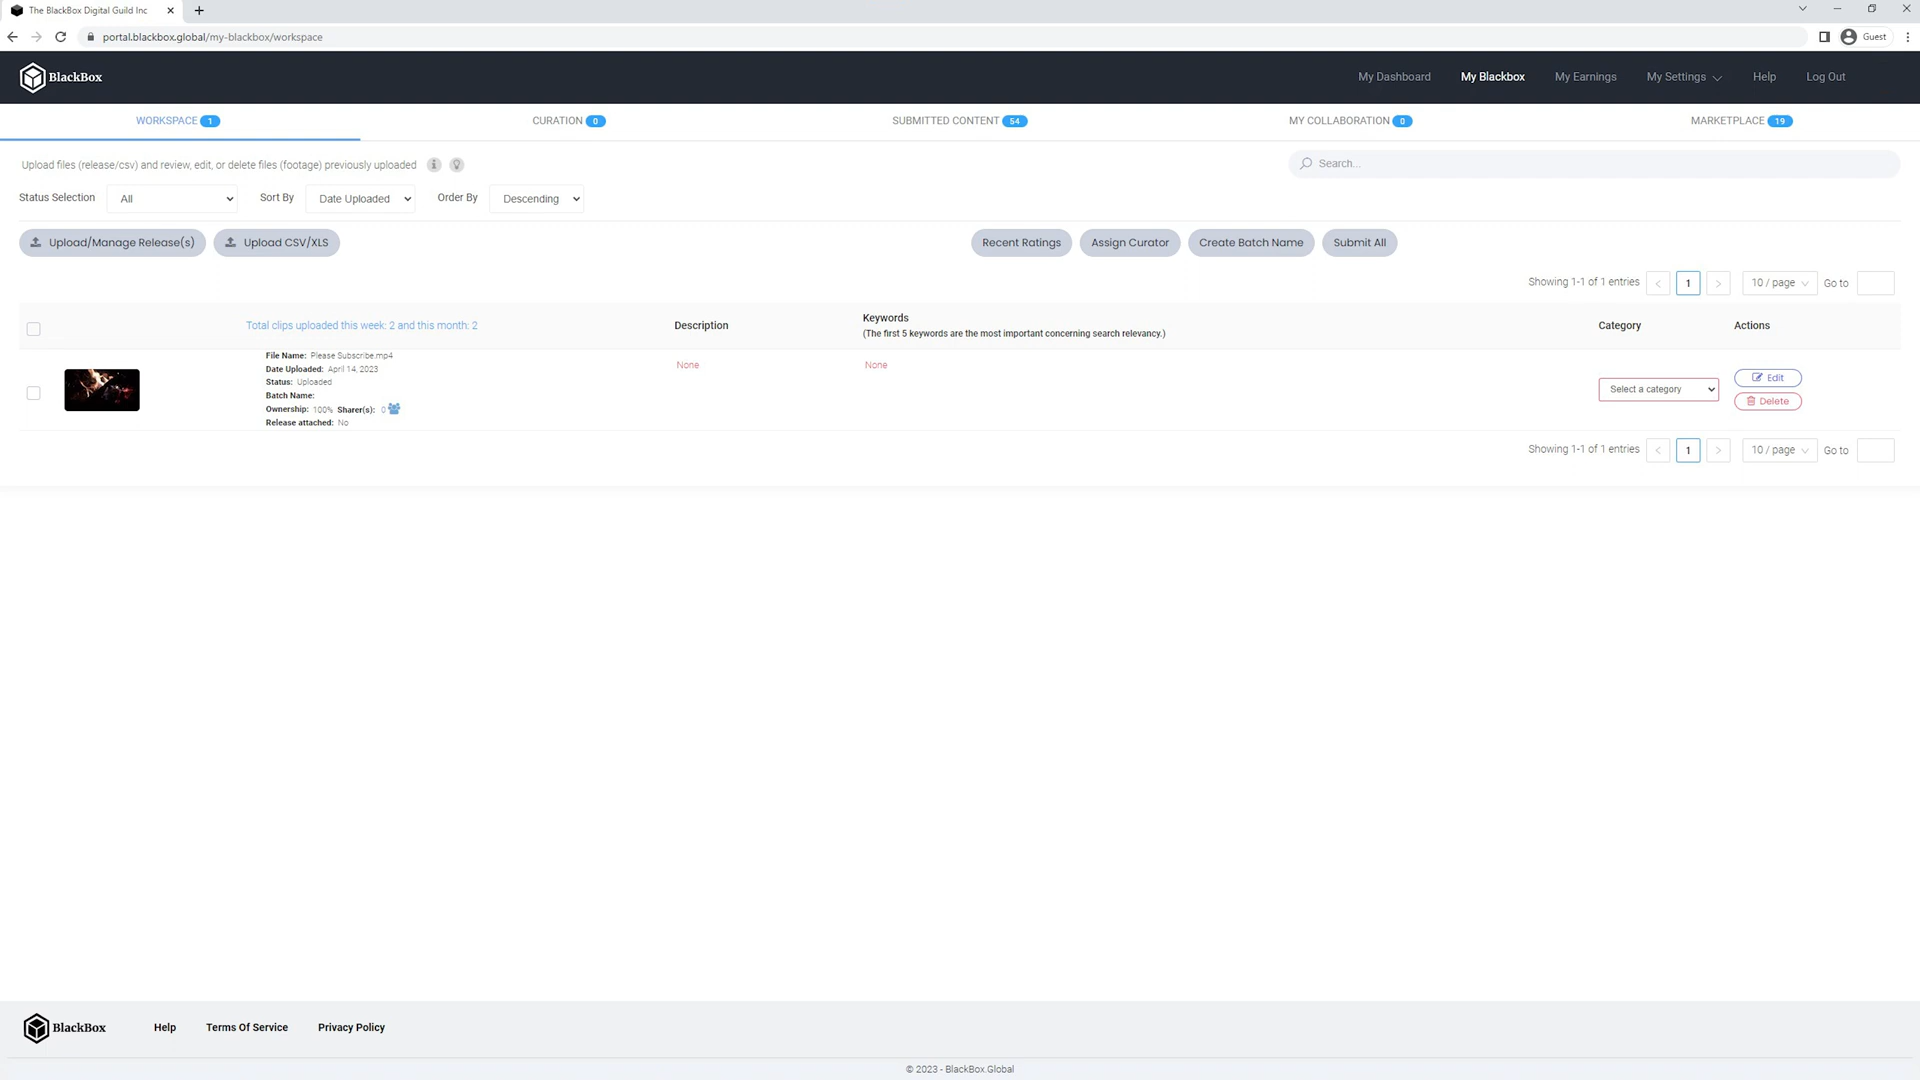 The BlackBox Digital Guild Inc
portal.blackbox.global/my-blackbox/workspace
Guest
BlackBox
My Dashboard
My Blackbox
My Earnings
My Settings
Help
Log Out
WORKSPACE 1
CURATION 0
SUBMITTED CONTENT 54
MY COLLABORATION 0
MARKETPLACE 19
Upload files (release/csv) and review, edit, or delete files (footage) previously uploaded
Search...
Status Selection All
Sort By Date Uploaded
Order By Descending
Upload/Manage Release(s)
Upload CSV/XLS
Recent Ratings
Assign Curator
Create Batch Name
Submit All
Showing 1-1 of 1 entries < 1 > 10 / page Go to
Total clips uploaded this week: 2 and this month: 2
Description
Keywords
(The first 5 keywords are the most important concerning search relevancy.)
Category
Actions
File Name: Please Subscribe.mp4
Date Uploaded: April 14, 2023
Status: Uploaded
Batch Name:
Ownership: 100% Sharer(s): 0
Release attached: No
None
None
Select a category
Edit
Delete
Showing 1-1 of 1 entries < 1 > 10 / page Go to
BlackBox
Help
Terms Of Service
Privacy Policy
© 2023 - BlackBox.Global